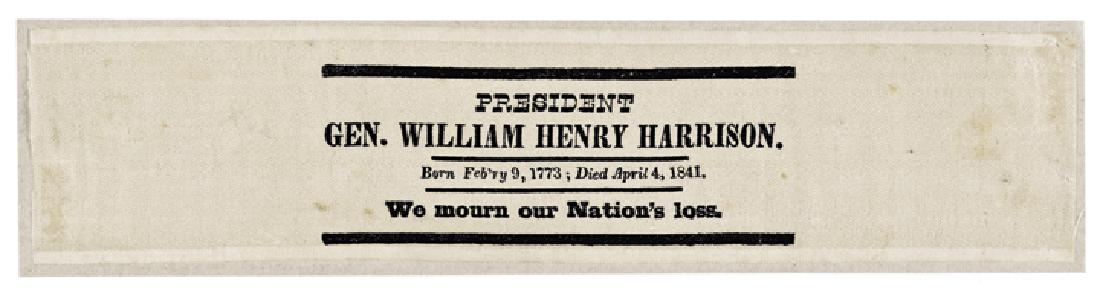 PRESIDENT
GEN. WILLIAM HENRY HARRISON.
Born Feb'ry 9, 1773; Died April 4, 1841.
We mourn our Nation's loss.